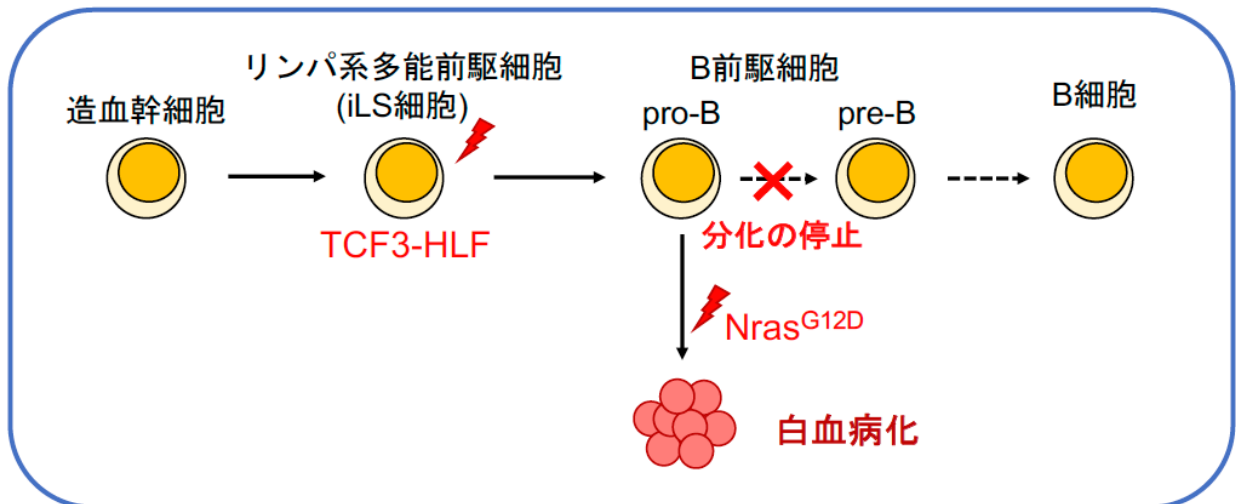 リンパ系多能前駆細胞
(iLS細胞)
造血幹細胞
B前駆細胞
pro-B
pre-B
B細胞
TCF3-HLF
分化の停止
Nras^G12D
白血病化